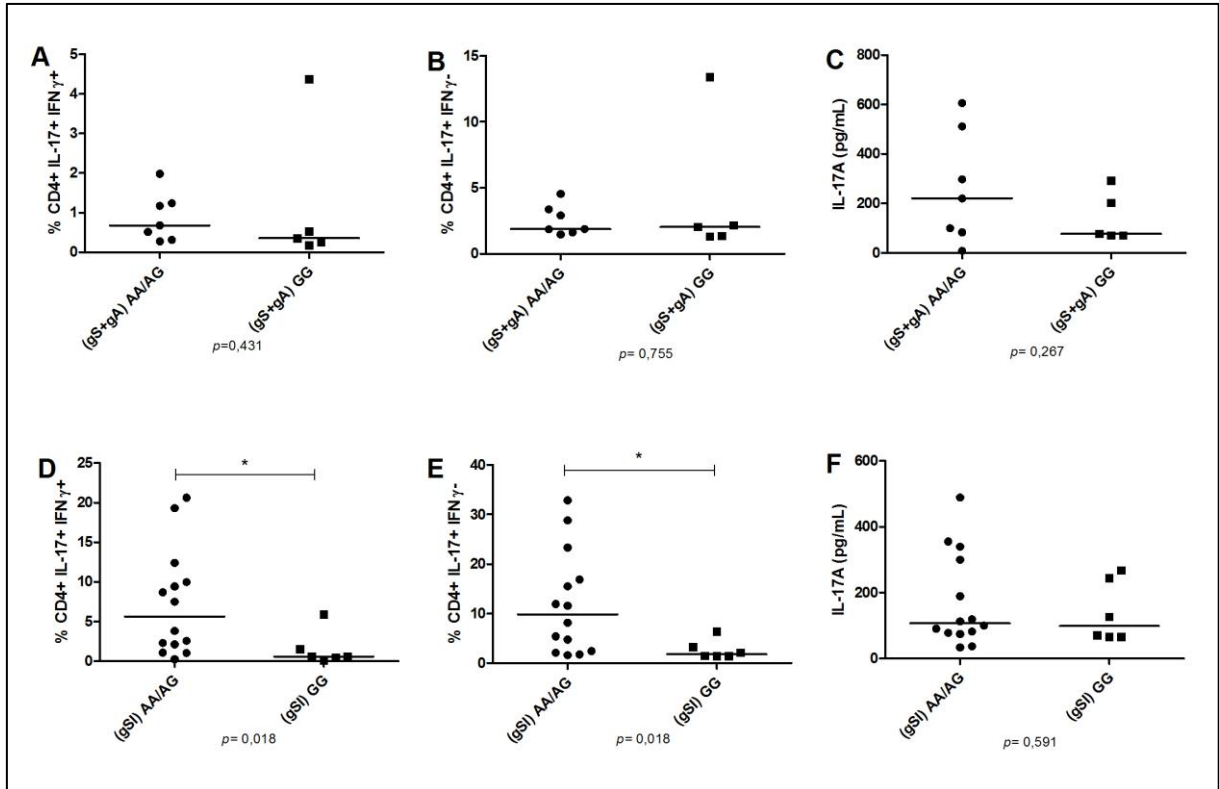 A
% CD4+ IL-17+ IFNγ+
5
4
3
2
1
0
(gS+gA) AA/AG
(gS+gA) GG
p=0,431
B
% CD4+ IL-17+ IFNγ-
15
10
5
0
(gS+gA) AA/AG
(gS+gA) GG
p= 0,755
C
IL-17A (pg/mL)
800
600
400
200
0
(gS+gA) AA/AG
(gS+gA) GG
p= 0,267
D
% CD4+ IL-17+ IFNγ+
25
20
15
10
5
0
*
(gSI) AA/AG
(gSI) GG
p= 0,018
E
% CD4+ IL-17+ IFNγ-
40
30
20
10
0
*
(gSI) AA/AG
(gSI) GG
p= 0,018
F
IL-17A (pg/mL)
600
400
200
0
(gSI) AA/AG
(gSI) GG
p= 0,591